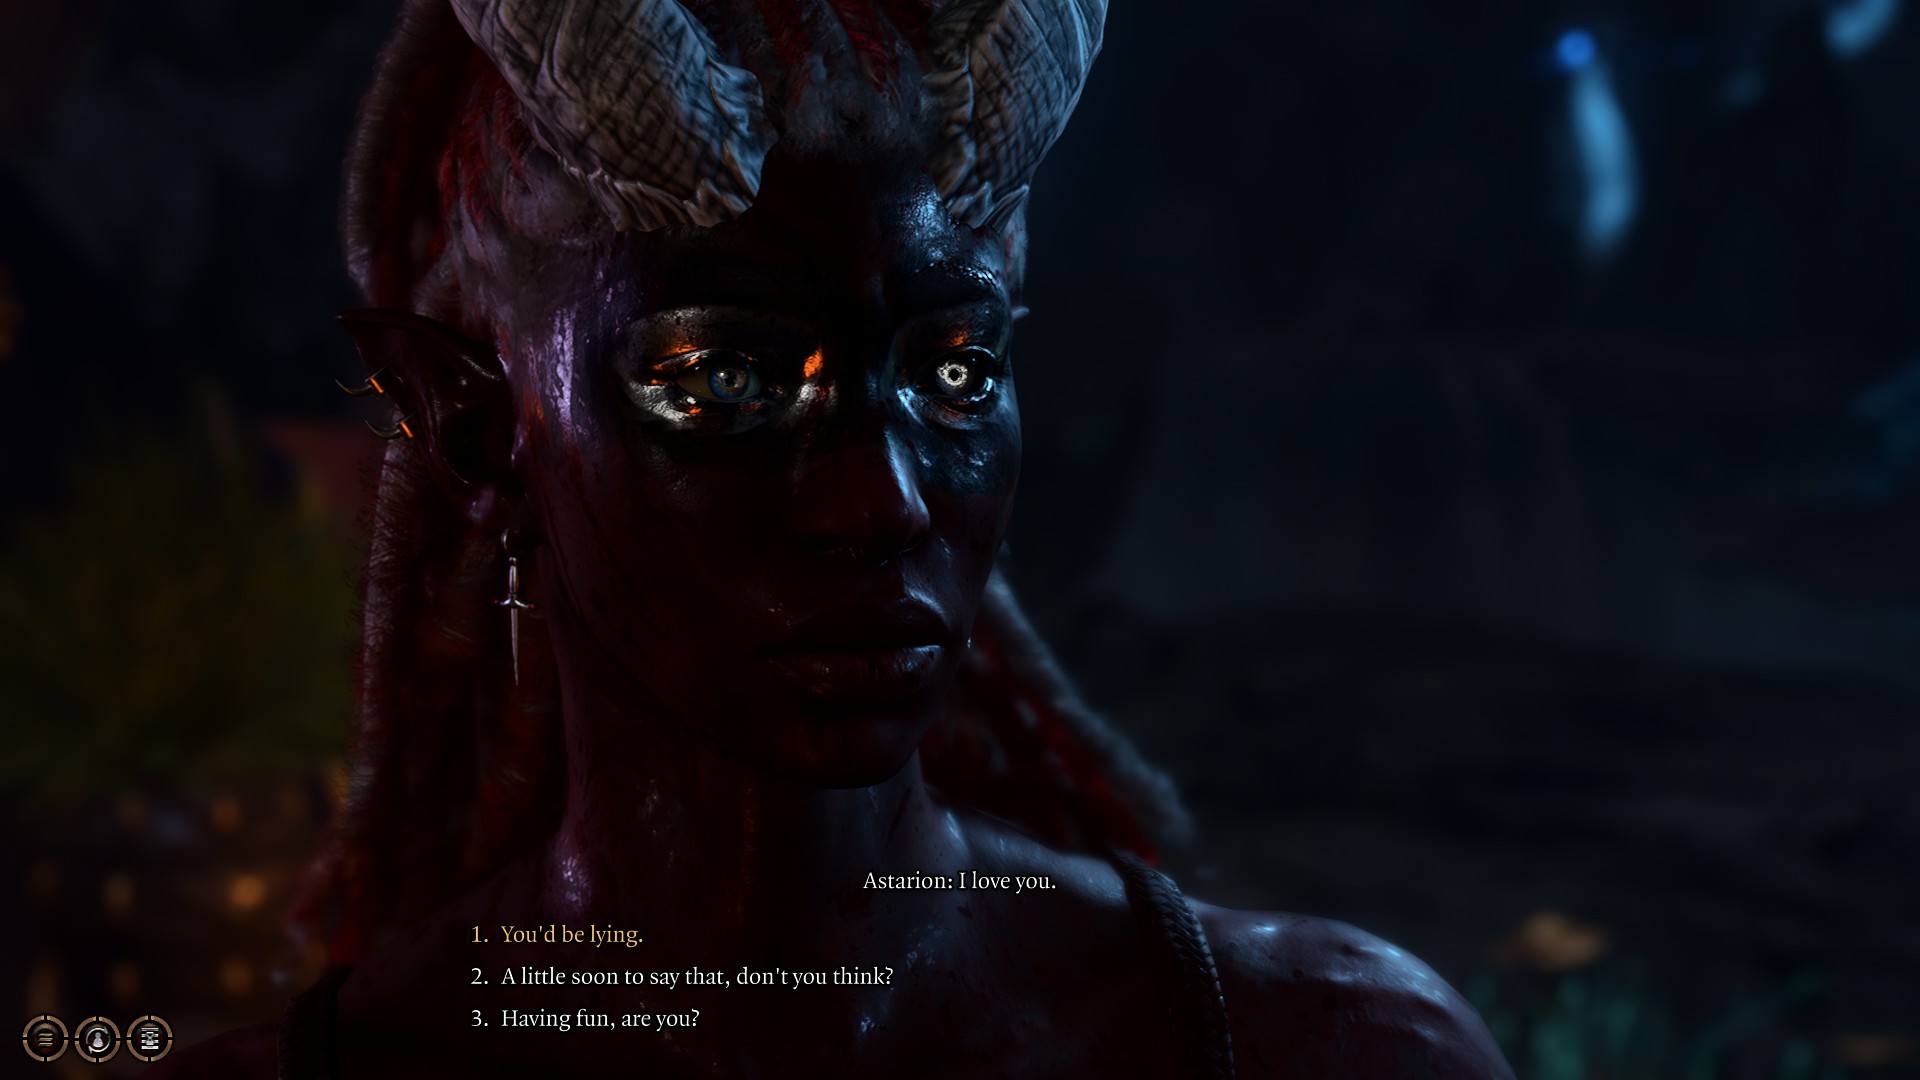 Astarion: I love you.
1. You'd be lying.
2. A little soon to say that, don't you think?
3. Having fun, are you?